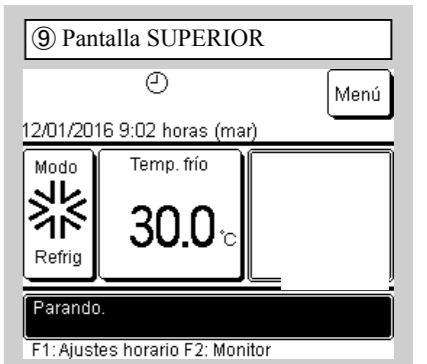 ⑨ Pantalla SUPERIOR
Menú
12/01/2016 9:02 horas (mar)
Modo
Temp. frío
30.0 °C
Refrig
Parando.
F1: Ajustes horario F2: Monitor